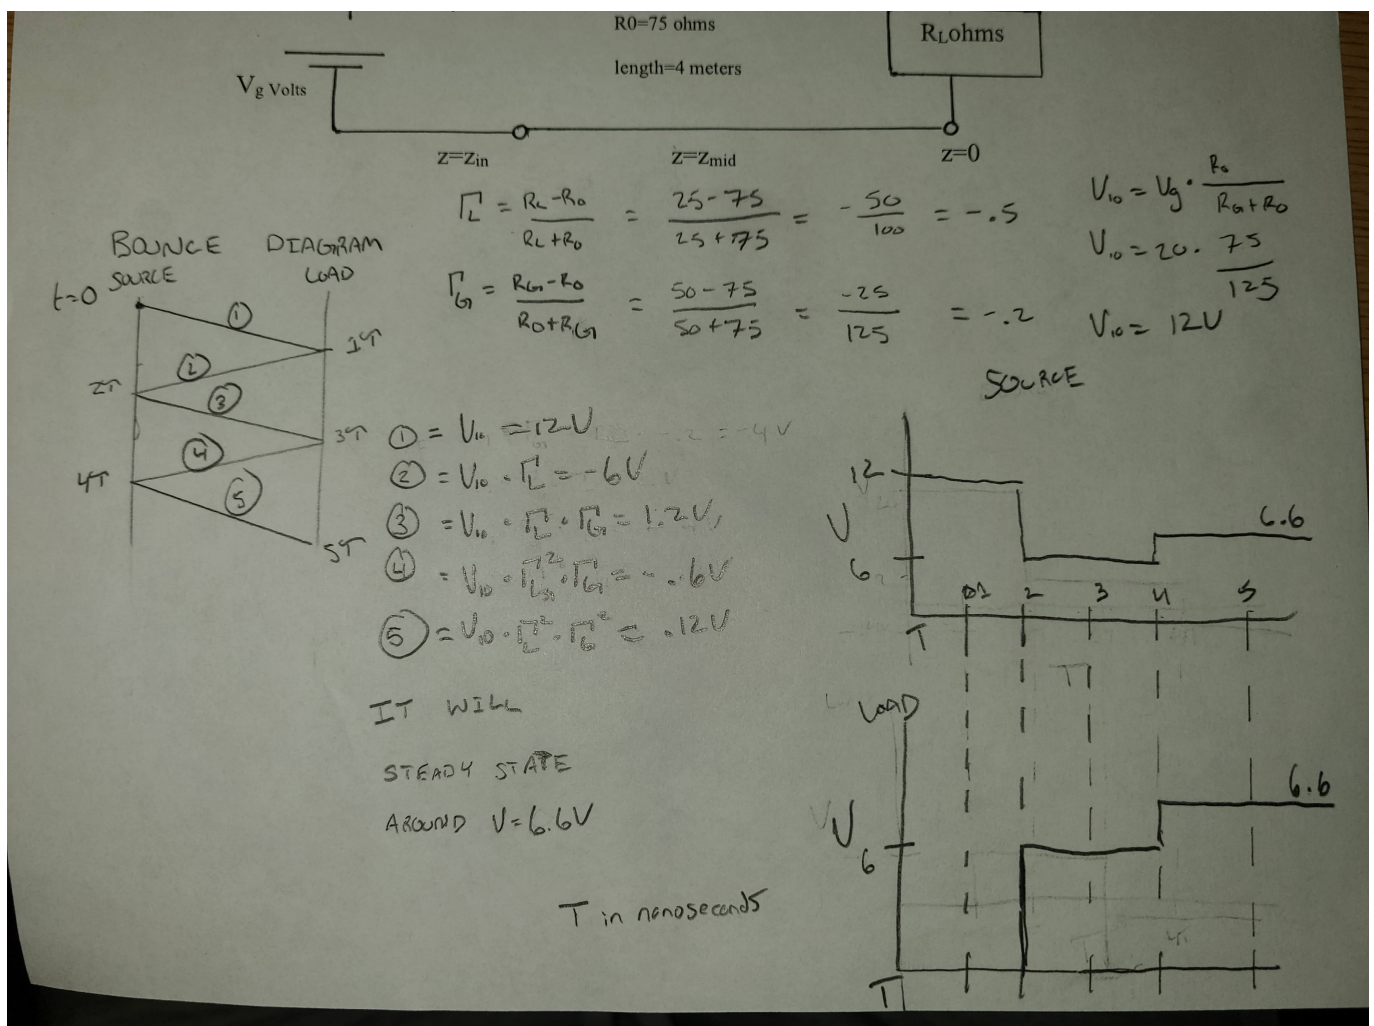 R0=75 ohms
RLohms
length=4 meters
Vg Volts
z=zin
z=zmid
z=0
ΓL = RL-R0 / RL+R0 = 25-75 / 25+75 = -50/100 = -.5
V10 = Vg · R0 / RG+R0
BOUNCE DIAGRAM
SOURCE LOAD
V10 = 20 · 75/125
t=0
ΓG = RG-R0 / R0+RG = 50-75 / 50+75 = -25/125 = -.2
V10 = 12V
①
1T
②
2T
③
3T
④
4T
⑤
5T
① = V10 = 12V
② = V10 · ΓL = -6V
③ = V10 · ΓL · ΓG = 1.2V
④ = V10 · ΓL² · ΓG = -.6V
⑤ = V10 · ΓL² · ΓG² = .12V
IT WILL
STEADY STATE
AROUND V=6.6V
T in nanoseconds
SOURCE
12
V
6.6
6
1 2 3 4 5
T
LOAD
6.6
V
6
T